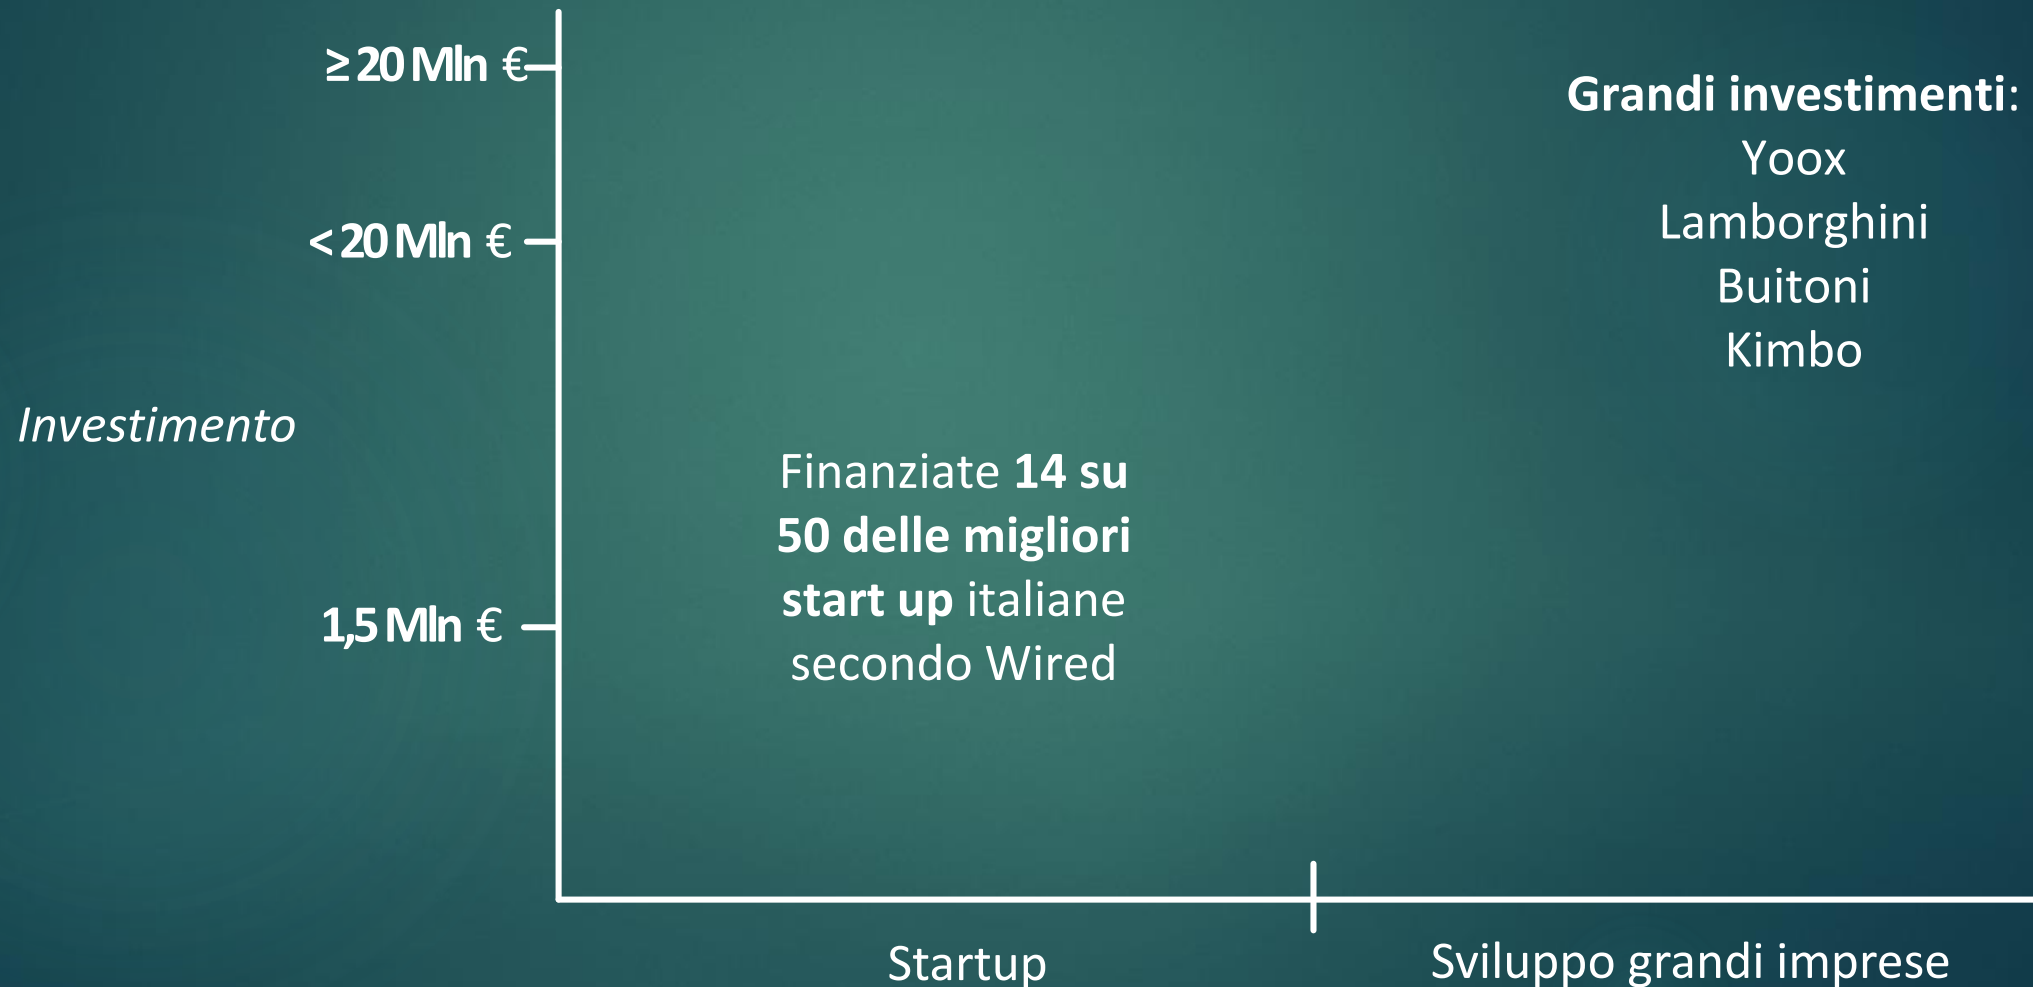 ≥ 20 Mln €
< 20 Mln €
Investimento
1,5 Mln €
Finanziate 14 su
50 delle migliori
start up italiane
secondo Wired
Grandi investimenti:
Yoox
Lamborghini
Buitoni
Kimbo
Startup
Sviluppo grandi imprese